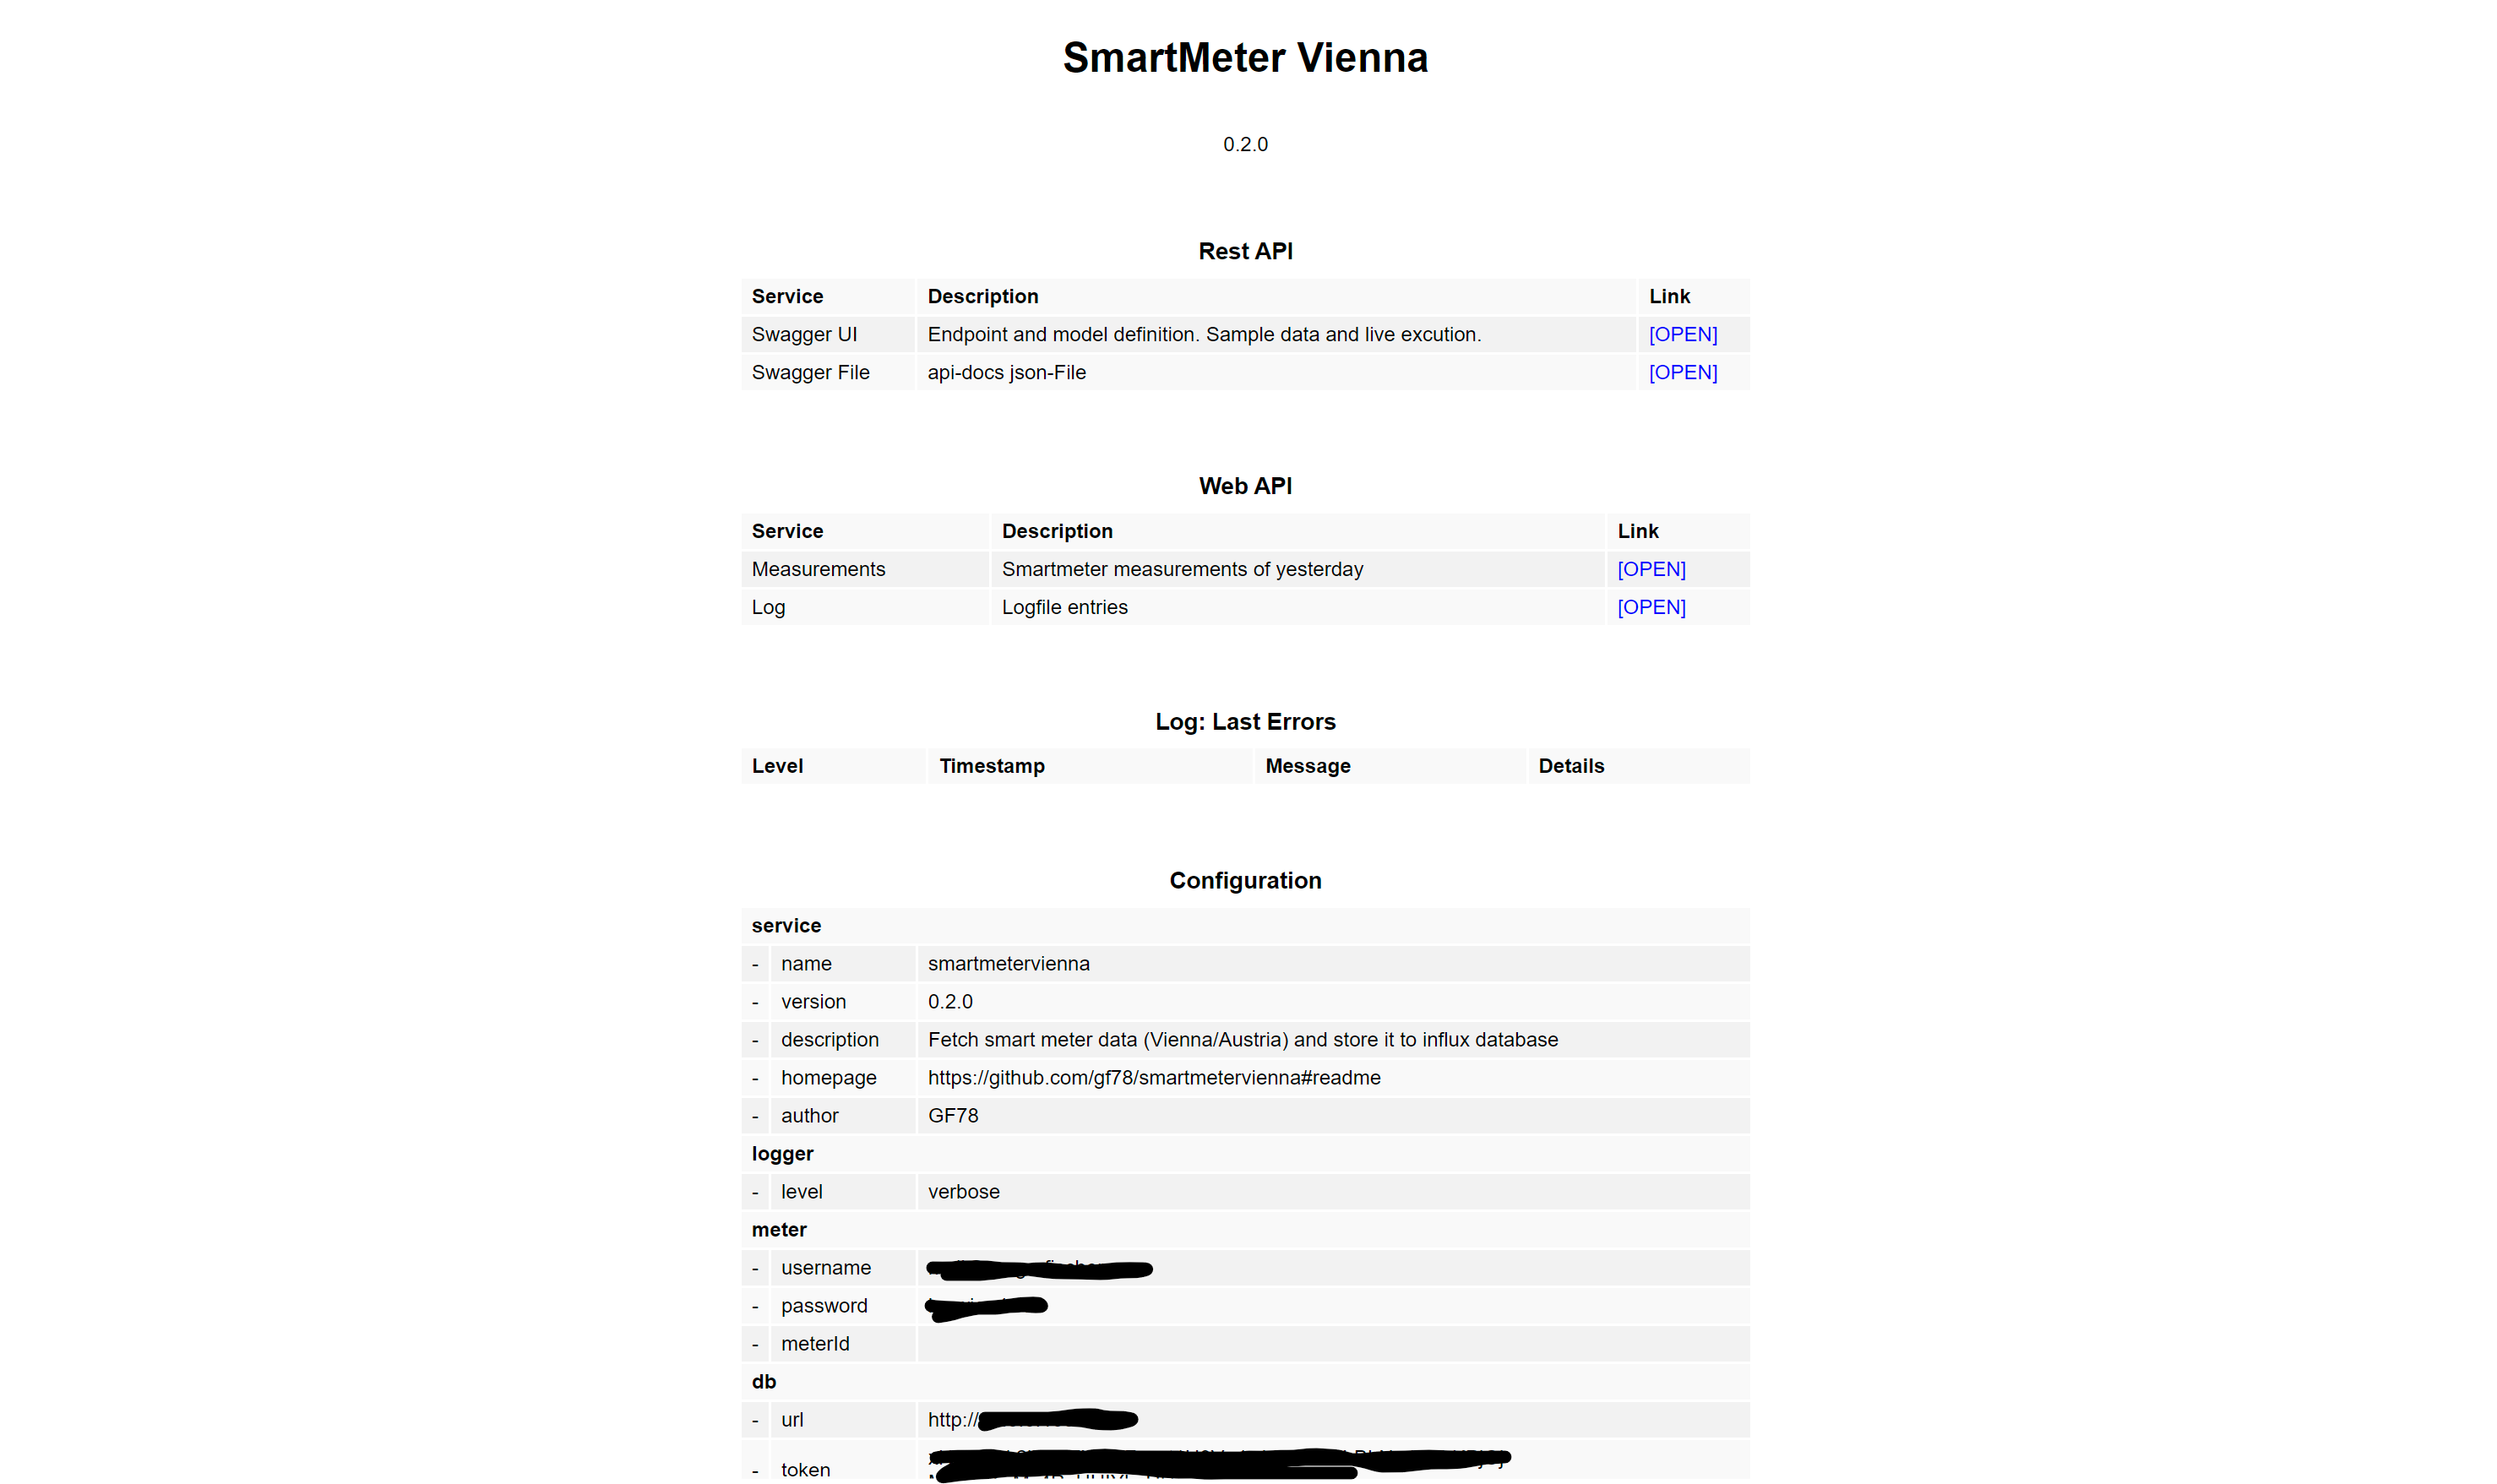 SmartMeter Vienna
0.2.0
Rest API
Service Description Link
Swagger UI Endpoint and model definition. Sample data and live excution. [OPEN]
Swagger File api-docs json-File [OPEN]
Web API
Service Description Link
Measurements Smartmeter measurements of yesterday [OPEN]
Log Logfile entries [OPEN]
Log: Last Errors
Level Timestamp Message Details
Configuration
service
- name smartmetervienna
- version 0.2.0
- description Fetch smart meter data (Vienna/Austria) and store it to influx database
- homepage https://github.com/gf78/smartmetervienna#readme
- author GF78
logger
- level verbose
meter
- username
- password
- meterId
db
- url http://
- token